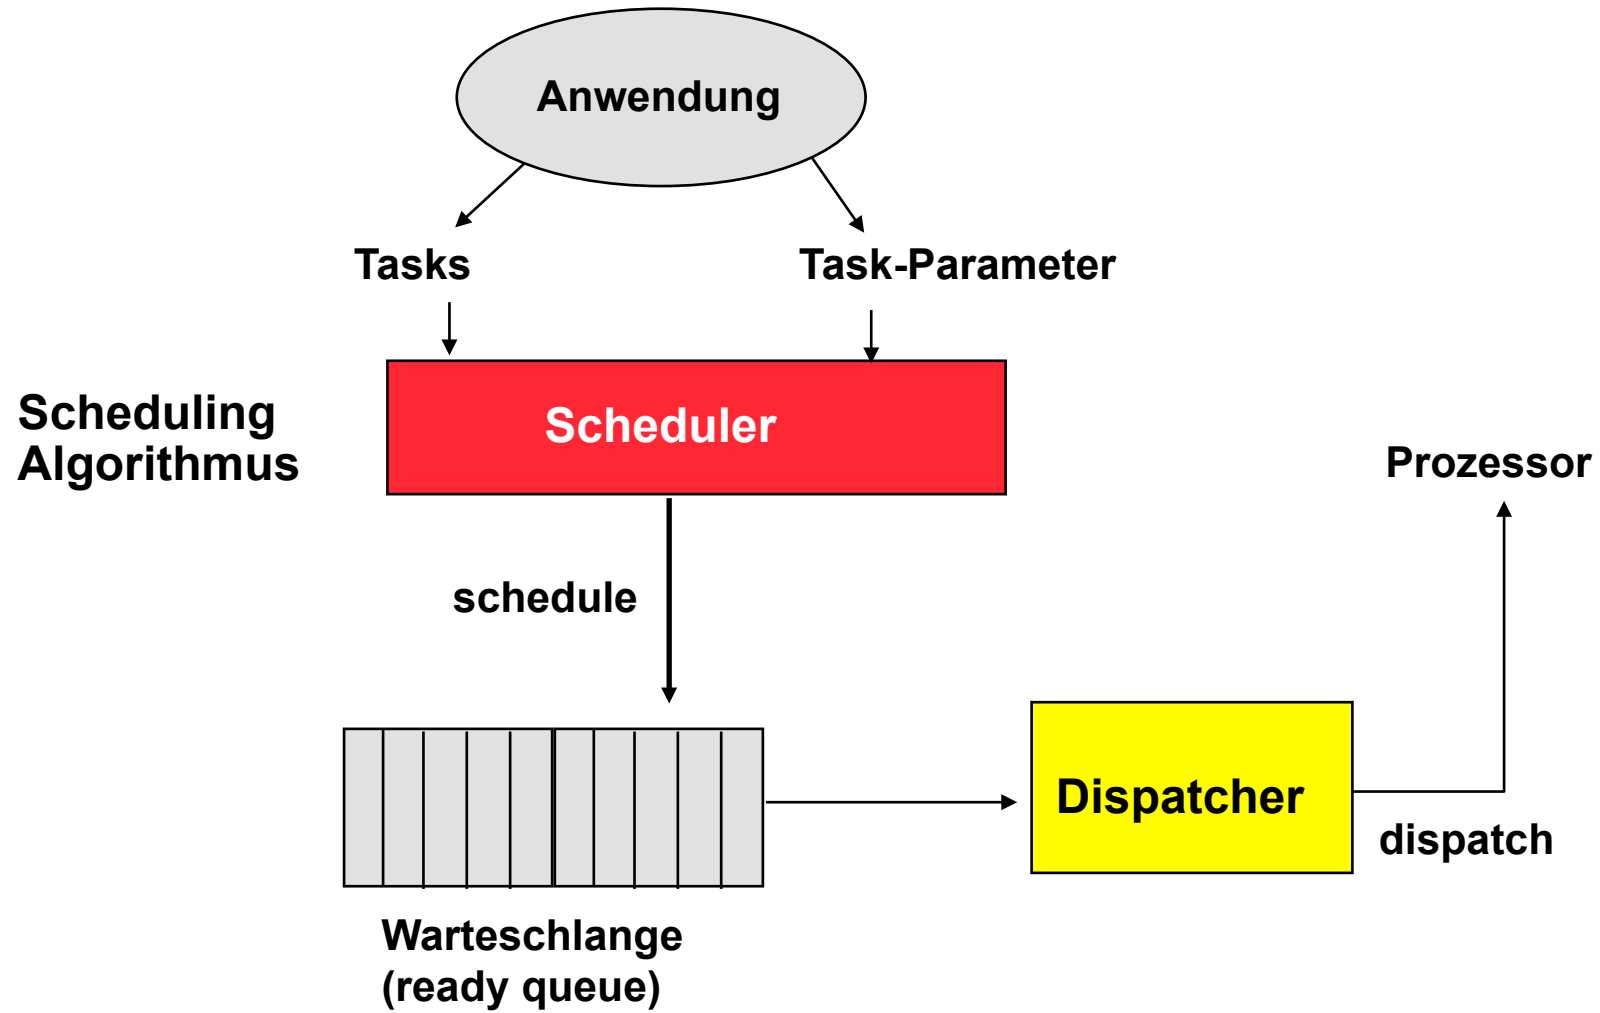 Anwendung
Tasks
Task-Parameter
Scheduling
Algorithmus
Scheduler
Prozessor
schedule
Dispatcher
dispatch
Warteschlange
(ready queue)